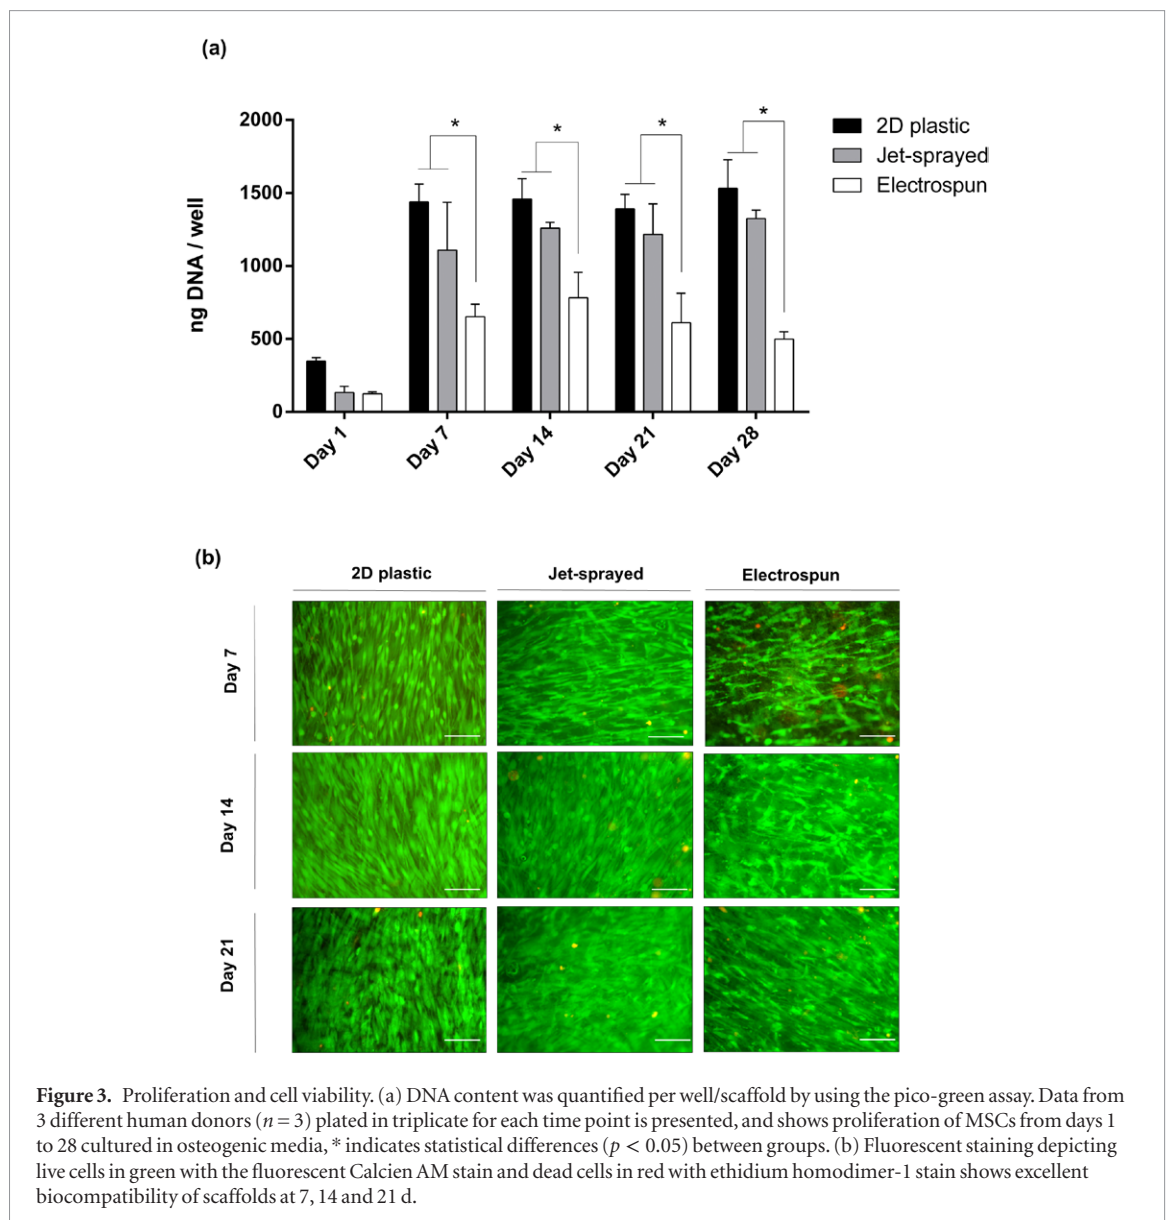 (a)
2000
1500
1000
500
0
ng DNA / well
*
*
*
*
2D plastic
Jet-sprayed
Electrospun
Day 1
Day 7
Day 14
Day 21
Day 28
(b)
2D plastic
Jet-sprayed
Electrospun
Day 7
Day 14
Day 21
Figure 3. Proliferation and cell viability. (a) DNA content was quantified per well/scaffold by using the pico-green assay. Data from
3 different human donors (n = 3) plated in triplicate for each time point is presented, and shows proliferation of MSCs from days 1
to 28 cultured in osteogenic media, * indicates statistical differences (p < 0.05) between groups. (b) Fluorescent staining depicting
live cells in green with the fluorescent Calcien AM stain and dead cells in red with ethidium homodimer-1 stain shows excellent
biocompatibility of scaffolds at 7, 14 and 21 d.